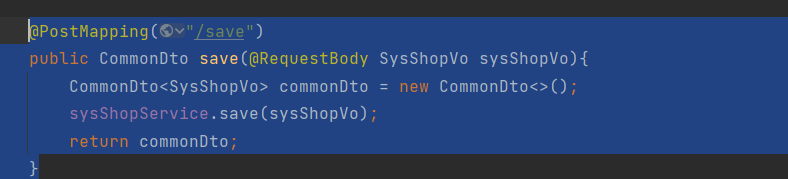 @PostMapping("/save")
public CommonDto save(@RequestBody SysShopVo sysShopVo){
    CommonDto<SysShopVo> commonDto = new CommonDto<>();
    sysShopService.save(sysShopVo);
    return commonDto;
}